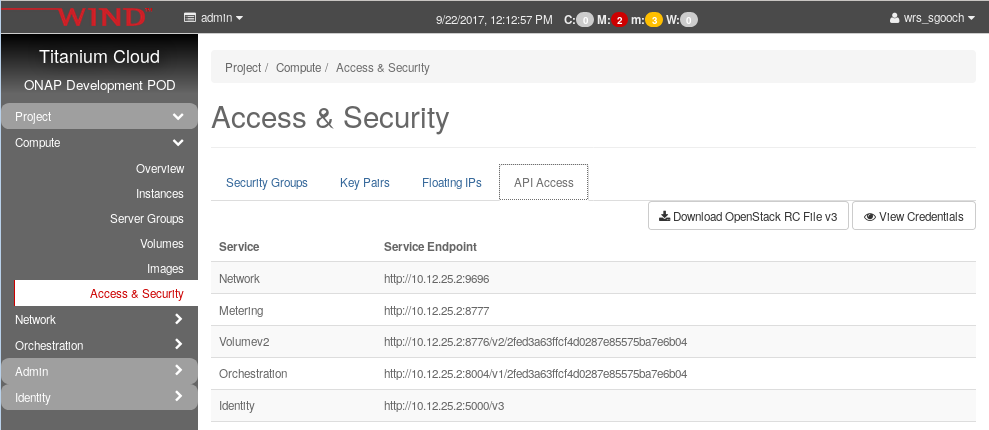 WIND® admin 9/22/2017, 12:12:57 PM C: 0 M: 2 m: 3 W: 0 wrs_sgooch
Titanium Cloud
ONAP Development POD
Project
Compute
Overview
Instances
Server Groups
Volumes
Images
Access & Security
Network
Orchestration
Admin
Identity
Project / Compute / Access & Security
Access & Security
Security Groups Key Pairs Floating IPs API Access
Download OpenStack RC File v3 View Credentials
Service Service Endpoint
Network http://10.12.25.2:9696
Metering http://10.12.25.2:8777
Volumev2 http://10.12.25.2:8776/v2/2fed3a63ffcf4d0287e85575ba7e6b04
Orchestration http://10.12.25.2:8004/v1/2fed3a63ffcf4d0287e85575ba7e6b04
Identity http://10.12.25.2:5000/v3